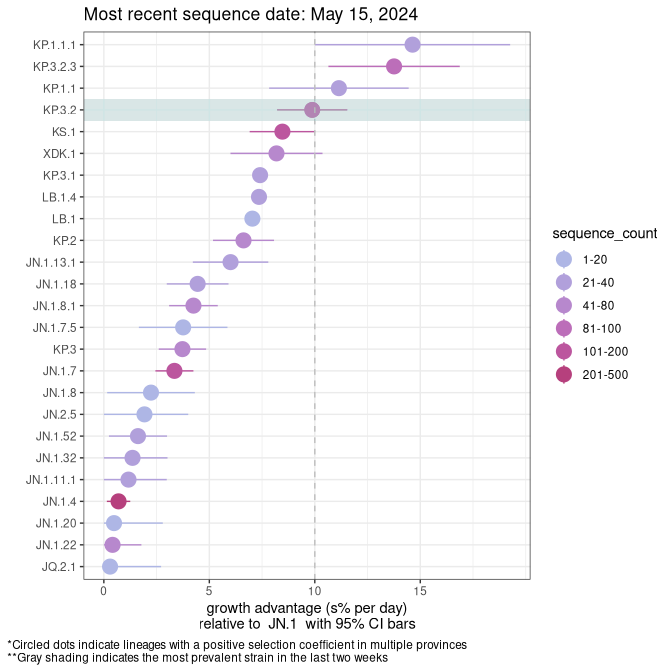 Most recent sequence date: May 15, 2024
KP.1.1.1
KP.3.2.3
KP.1.1
KP.3.2
KS.1
XDK.1
KP.3.1
LB.1.4
LB.1
KP.2
JN.1.13.1
JN.1.18
JN.1.8.1
JN.1.7.5
KP.3
JN.1.7
JN.1.8
JN.2.5
JN.1.52
JN.1.32
JN.1.11.1
JN.1.4
JN.1.20
JN.1.22
JQ.2.1
0 5 10 15
growth advantage (s% per day)
relative to JN.1 with 95% CI bars
sequence_count
1-20
21-40
41-80
81-100
101-200
201-500
*Circled dots indicate lineages with a positive selection coefficient in multiple provinces
**Gray shading indicates the most prevalent strain in the last two weeks